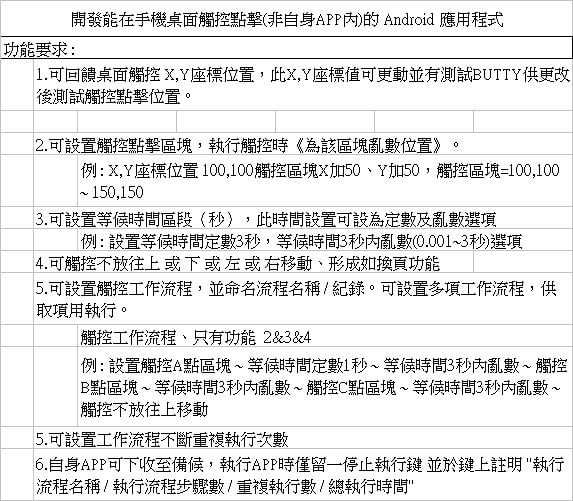 開發能在手機桌面觸控點擊(非自身APP內)的 Android 應用程式
功能要求:
1.可回饋桌面觸控 X,Y座標位置，此X,Y座標值可更動並有測試BUTTY供更改
後測試觸控點擊位置。
2.可設置觸控點擊區塊，執行觸控時《為該區塊亂數位置》。
例: X,Y座標位置 100,100觸控區塊X加50、Y加50，觸控區塊=100,100
~ 150,150
3.可設置等候時間區段（秒），此時間設置可設為定數及亂數選項
例: 設置等候時間定數3秒，等候時間3秒內亂數(0.001~3秒)選項
4.可觸控不放往上 或 下 或 左 或 右移動、形成如換頁功能
5.可設置觸控工作流程，並命名流程名稱 / 紀錄。可設置多項工作流程，供
取項用執行。
觸控工作流程、只有功能 2&3&4
例: 設置觸控A點區塊 ~ 等候時間定數1秒 ~ 等候時間3秒內亂數 ~ 觸控
B點區塊 ~ 等候時間3秒內亂數 ~ 觸控C點區塊 ~ 等候時間3秒內亂數 ~
觸控不放往上移動
5.可設置工作流程不斷重複執行次數
6.自身APP可下收至備侯，執行APP時僅留一停止執行鍵 並於鍵上註明 "執行
流程名稱 / 執行流程步驟數 / 重複執行數 / 總執行時間"